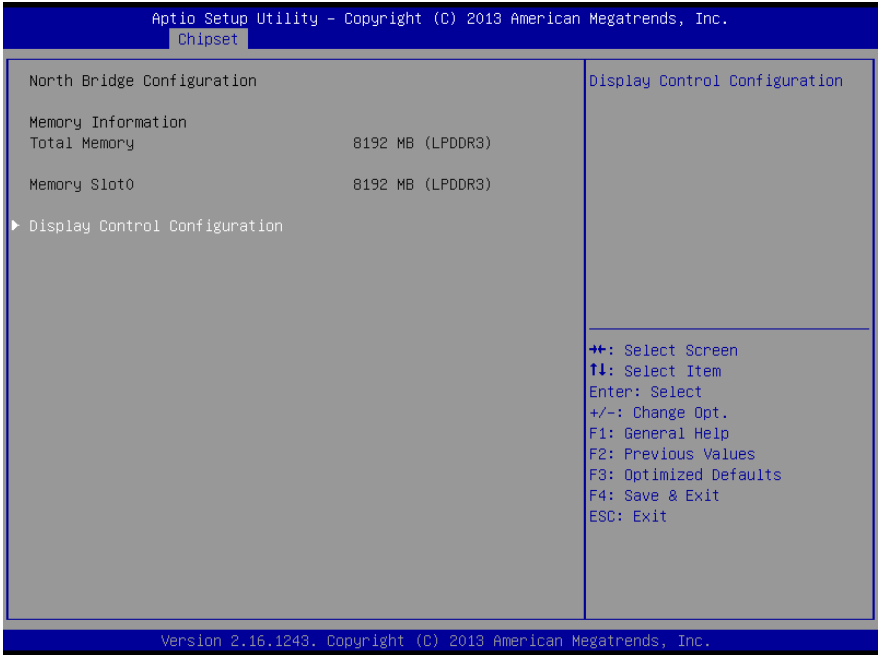 Aptio Setup Utility – Copyright (C) 2013 American Megatrends, Inc.
Chipset
North Bridge Configuration
Memory Information
Total Memory 8192 MB (LPDDR3)
Memory Slot0 8192 MB (LPDDR3)
Display Control Configuration
Display Control Configuration
→←: Select Screen
↑↓: Select Item
Enter: Select
+/-: Change Opt.
F1: General Help
F2: Previous Values
F3: Optimized Defaults
F4: Save & Exit
ESC: Exit
Version 2.16.1243. Copyright (C) 2013 American Megatrends, Inc.